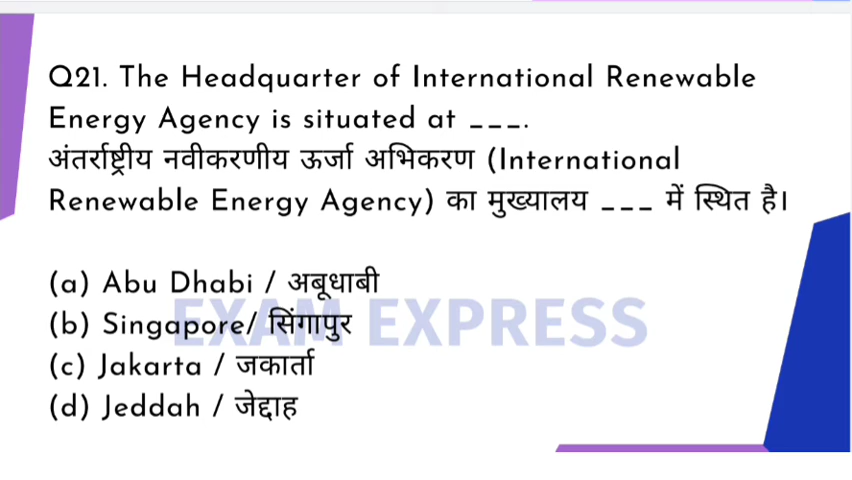 Q21. The Headquarter of International Renewable
Energy Agency is situated at ___.
अंतर्राष्ट्रीय नवीकरणीय ऊर्जा अभिकरण (International
Renewable Energy Agency) का मुख्यालय ___ में स्थित है।
(a) Abu Dhabi / अबूधाबी
(b) Singapore/ सिंगापुर
EXAM EXPRESS
(c) Jakarta / जकार्ता
(d) Jeddah / जेद्दाह